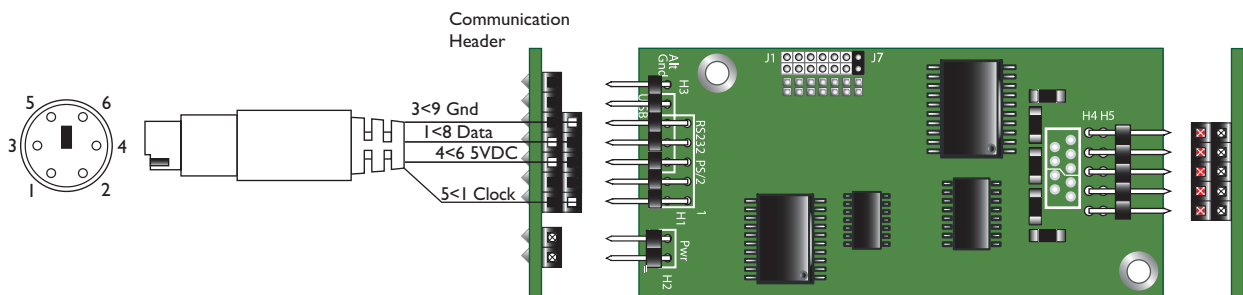 Communication
Header
5 6
3 4
1 2
3<9 Gnd
1<8 Data
4<6 5VDC
5<1 Clock
J1
J7
Alt
Gnd
H3
USB
RS232 PS/2
1
H1
Pwr
H2
H4 H5